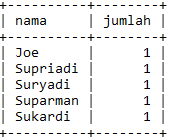 +----------+--------+
| nama     | jumlah |
+----------+--------+
| Joe      |      1 |
| Supriadi |      1 |
| Suryadi  |      1 |
| Suparman |      1 |
| Sukardi  |      1 |
+----------+--------+